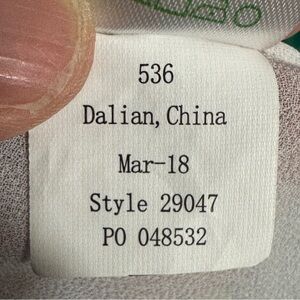 536
Dalian, China
Mar-18
Style 29047
PO 048532